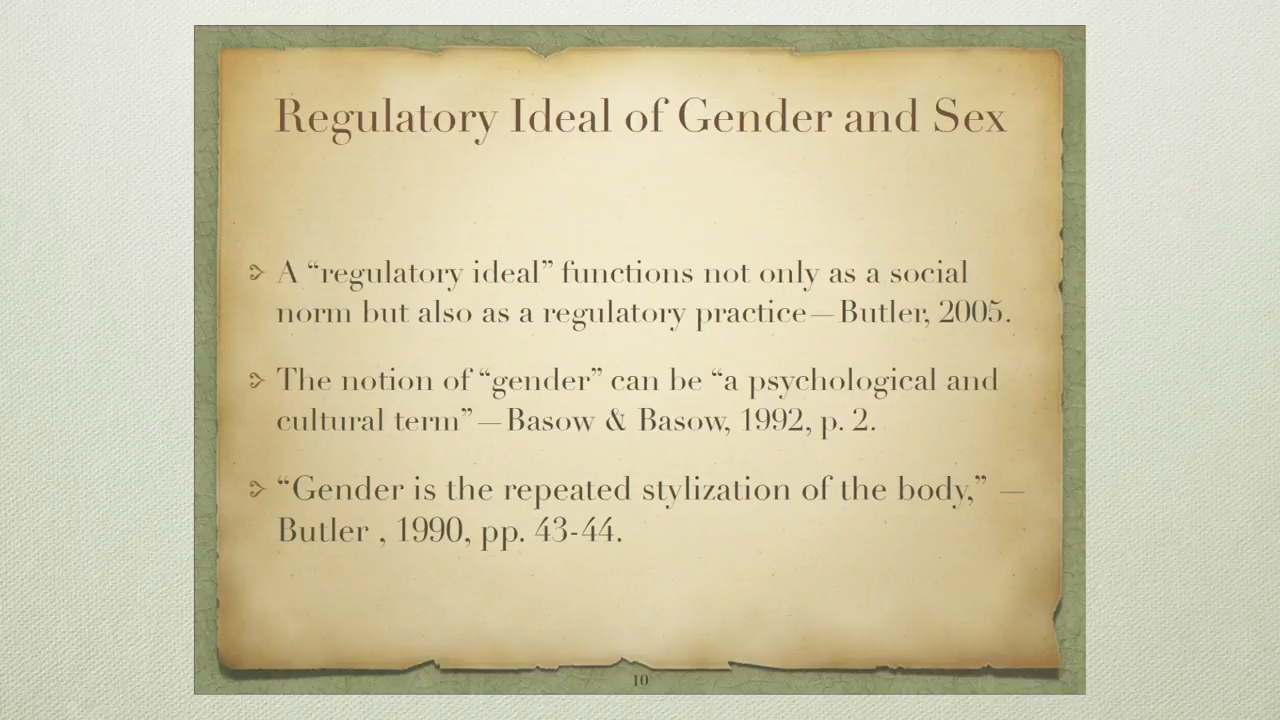 Regulatory Ideal of Gender and Sex
A “regulatory ideal” functions not only as a social
norm but also as a regulatory practice—Butler, 2005.
The notion of “gender” can be “a psychological and
cultural term”—Basow & Basow, 1992, p. 2.
“Gender is the repeated stylization of the body,” —
Butler , 1990, pp. 43-44.
10